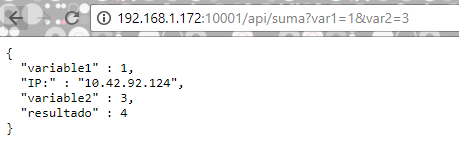 192.168.1.172:10001/api/suma?var1=1&var2=3
{
  "variable1" : 1,
  "IP:" : "10.42.92.124",
  "variable2" : 3,
  "resultado" : 4
}